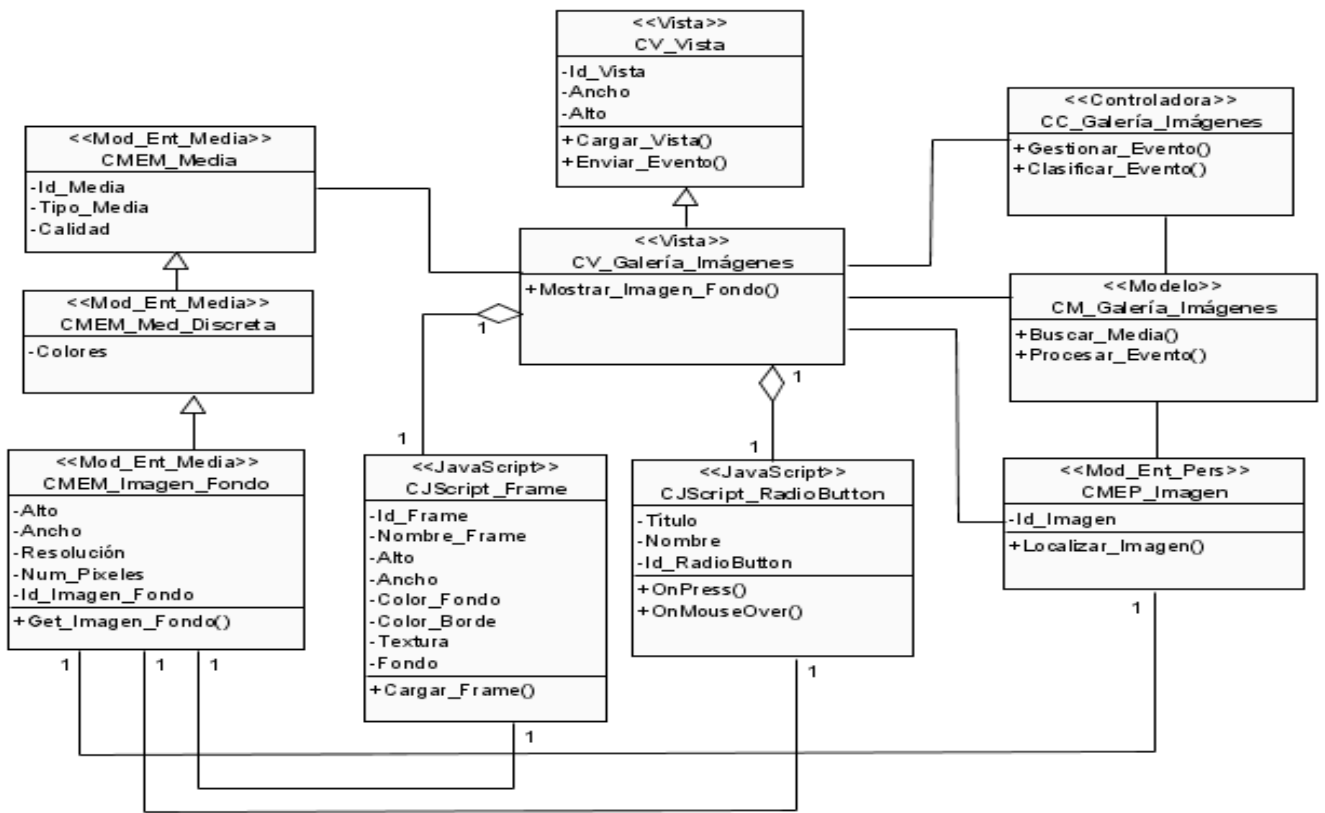 <<Vista>>
CV_Vista
-Id_Vista
-Ancho
-Alto
+Cargar_Vista()
+Enviar_Evento()
<<Controladora>>
CC_Galería_Imágenes
+Gestionar_Evento()
+Clasificar_Evento()
<<Mod_Ent_Media>>
CMEM_Media
-Id_Media
-Tipo_Media
-Calidad
<<Vista>>
CV_Galería_Imágenes
+Mostrar_Imagen_Fondo()
1
1
<<Modelo>>
CM_Galería_Imágenes
+Buscar_Media()
+Procesar_Evento()
<<Mod_Ent_Media>>
CMEM_Med_Discreta
-Colores
<<Mod_Ent_Media>>
CMEM_Imagen_Fondo
-Alto
-Ancho
-Resolución
-Num_Pixeles
-Id_Imagen_Fondo
+Get_Imagen_Fondo()
1
1
1
1
<<JavaScript>>
CJScript_Frame
-Id_Frame
-Nombre_Frame
-Alto
-Ancho
-Color_Fondo
-Color_Borde
-Textura
-Fondo
+Cargar_Frame()
1
1
<<JavaScript>>
CJScript_RadioButton
-Título
-Nombre
-Id_RadioButton
+OnPress()
+OnMouseOver()
1
<<Mod_Ent_Pers>>
CMEP_Imagen
-Id_Imagen
+Localizar_Imagen()
1